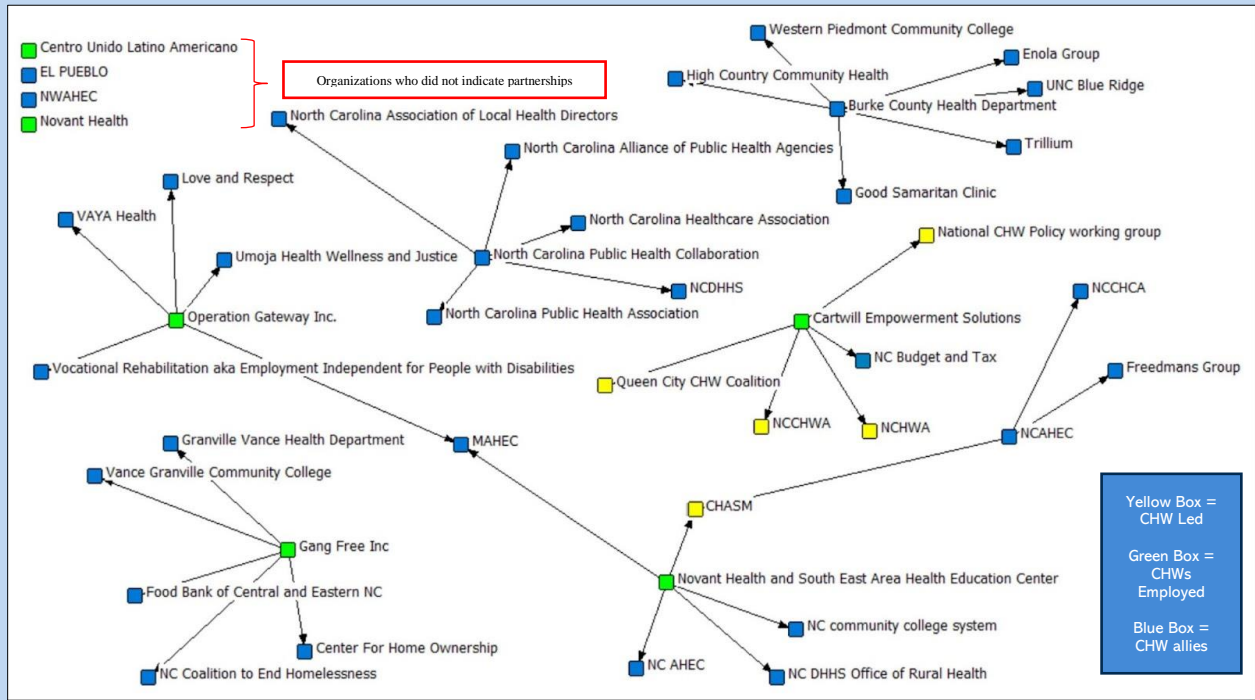 Centro Unido Latino Americano
EL PUEBLO
NWAHEC
Novant Health
Organizations who did not indicate partnerships
Western Piedmont Community College
Enola Group
High Country Community Health
UNC Blue Ridge
Burke County Health Department
Trillium
Good Samaritan Clinic
North Carolina Association of Local Health Directors
North Carolina Alliance of Public Health Agencies
North Carolina Healthcare Association
North Carolina Public Health Collaboration
NCDHHS
North Carolina Public Health Association
Love and Respect
VAYA Health
Umoja Health Wellness and Justice
Operation Gateway Inc.
Vocational Rehabilitation aka Employment Independent for People with Disabilities
National CHW Policy working group
Cartwill Empowerment Solutions
NC Budget and Tax
Queen City CHW Coalition
NCCHWA
NCHWA
NCCHCA
Freedmans Group
NCAHEC
MAHEC
Granville Vance Health Department
Vance Granville Community College
Gang Free Inc
Food Bank of Central and Eastern NC
Center For Home Ownership
NC Coalition to End Homelessness
CHASM
Novant Health and South East Area Health Education Center
NC community college system
NC AHEC
NC DHHS Office of Rural Health
Yellow Box =
CHW Led
Green Box =
CHWs
Employed
Blue Box =
CHW allies